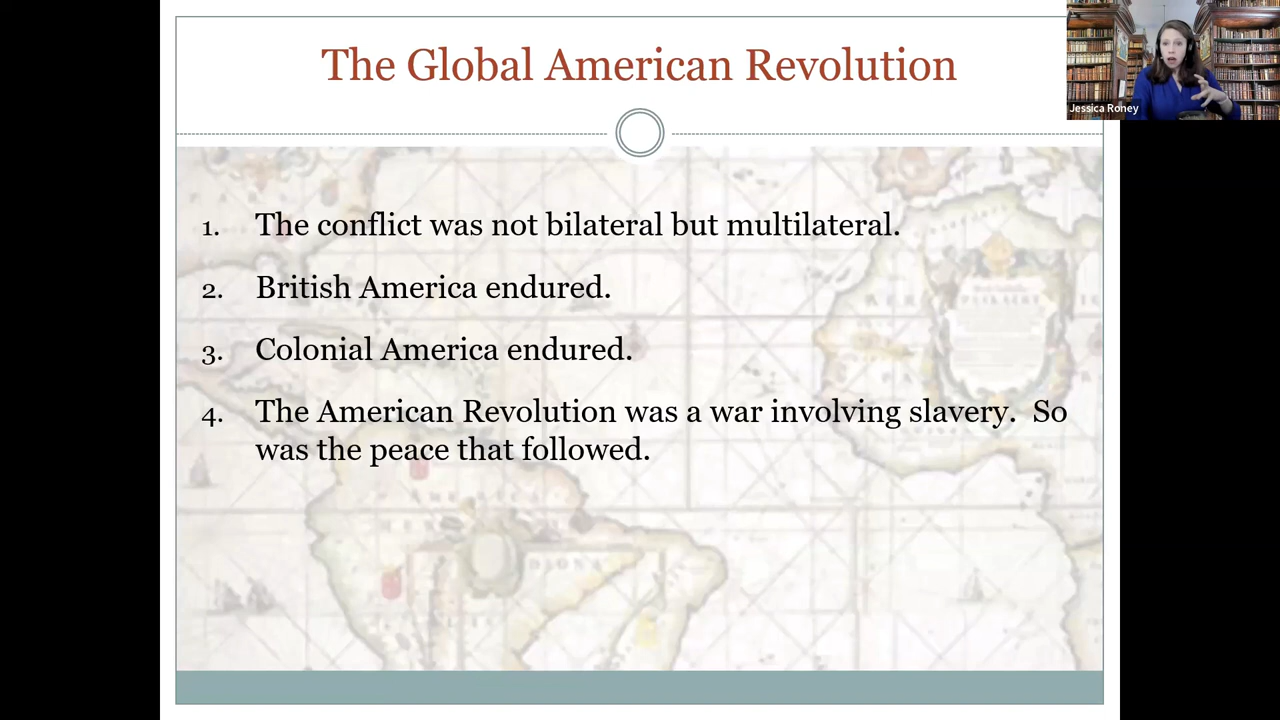 The Global American Revolution
Jessica Roney
1. The conflict was not bilateral but multilateral.
2. British America endured.
3. Colonial America endured.
4. The American Revolution was a war involving slavery.  So
was the peace that followed.